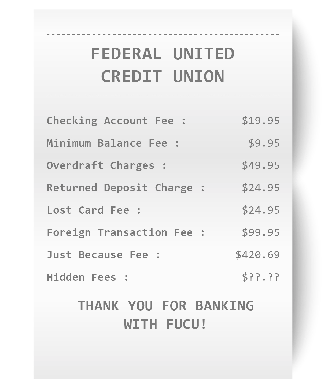 FEDERAL UNITED
CREDIT UNION
Checking Account Fee : $19.95
Minimum Balance Fee : $9.95
Overdraft Charges : $49.95
Returned Deposit Charge : $24.95
Lost Card Fee : $24.95
Foreign Transaction Fee : $99.95
Just Because Fee : $420.69
Hidden Fees : $??.??
THANK YOU FOR BANKING
WITH FUCU!